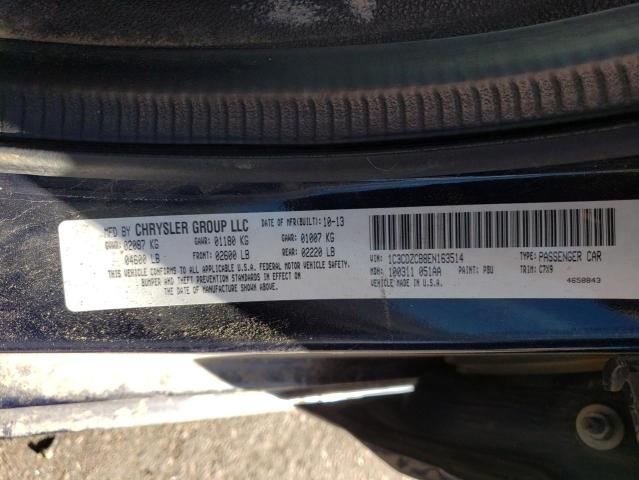 MFD BY CHRYSLER GROUP LLC DATE OF MFR(BUILT): 10-13
GVWR: 02087 KG GAWR: 01180 KG GAWR: 01007 KG
04600 LB FRONT: 02600 LB REAR: 02220 LB
THIS VEHICLE CONFORMS TO ALL APPLICABLE U.S.A. FEDERAL MOTOR VEHICLE SAFETY,
BUMPER AND THEFT PREVENTION STANDARDS IN EFFECT ON
THE DATE OF MANUFACTURE SHOWN ABOVE.
VIN: 1C3CDZCB8EN163514 TYPE: PASSENGER CAR
MDH: 100311 051AA PAINT: PBU TRIM: C7X9
VEHICLE MADE IN U.S.A. 4658843